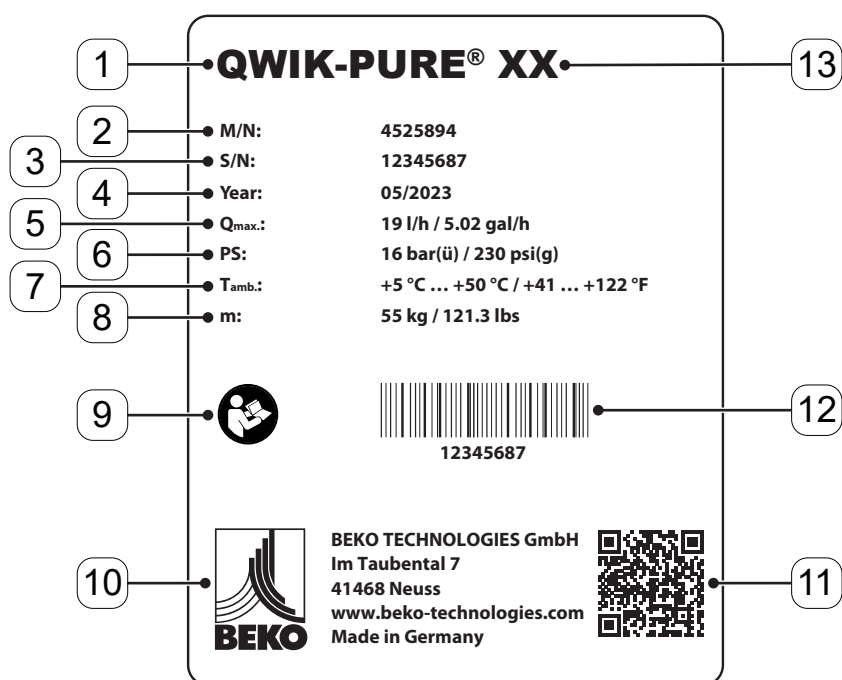 1 QWIK-PURE® XX 13
2 M/N: 4525894
3 S/N: 12345687
4 Year: 05/2023
5 Qmax.: 19 l/h / 5.02 gal/h
6 PS: 16 bar(ü) / 230 psi(g)
7 Tamb.: +5 °C … +50 °C / +41 … +122 °F
8 m: 55 kg / 121.3 lbs
9 12
12345687
BEKO TECHNOLOGIES GmbH
Im Taubental 7
10 41468 Neuss 11
www.beko-technologies.com
BEKO Made in Germany